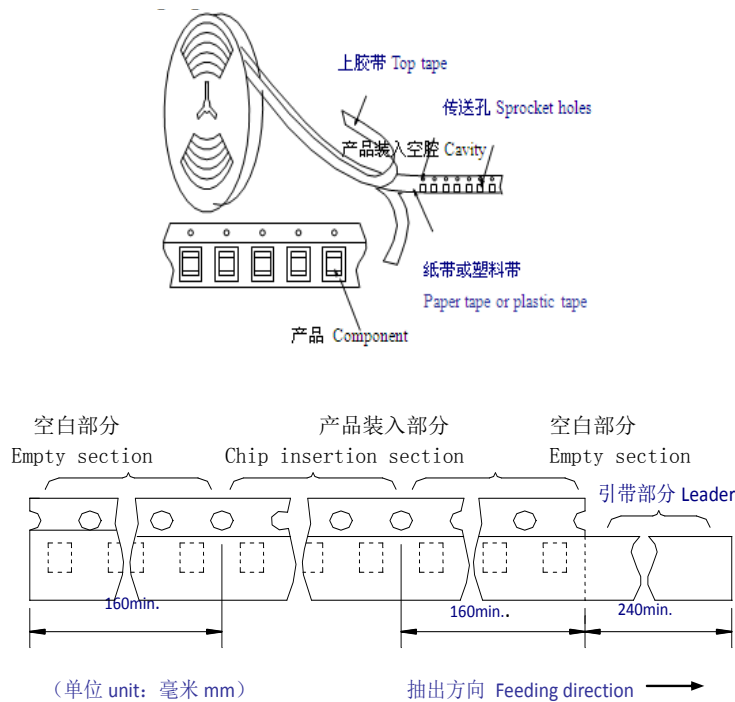 上胶带 Top tape
传送孔 Sprocket holes
产品装入空腔 Cavity
纸带或塑料带
Paper tape or plastic tape
产品 Component
空白部分 产品装入部分 空白部分
Empty section Chip insertion section Empty section
引带部分 Leader
160min. 160min.. 240min.
（单位 unit：毫米 mm） 抽出方向 Feeding direction